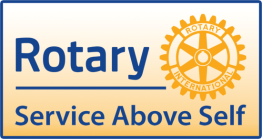 Rotary
ROTARY
INTERNATIONAL
Service Above Self